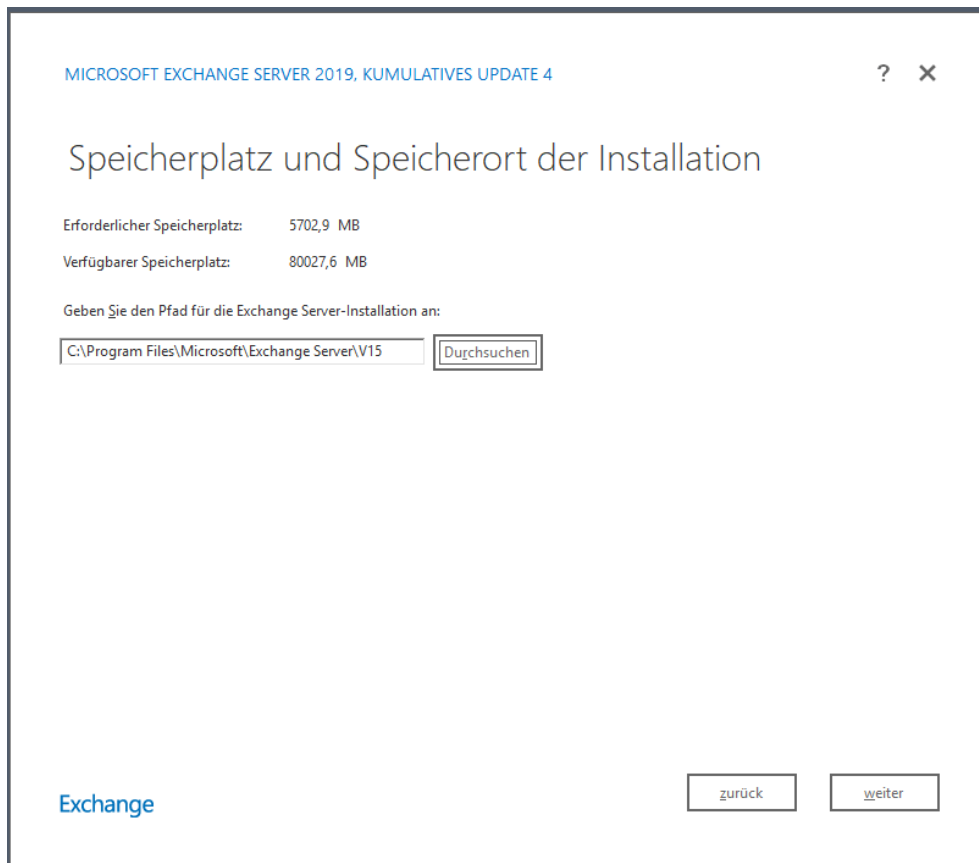 MICROSOFT EXCHANGE SERVER 2019, KUMULATIVES UPDATE 4 ? ✕
Speicherplatz und Speicherort der Installation
Erforderlicher Speicherplatz: 5702,9 MB
Verfügbarer Speicherplatz: 80027,6 MB
Geben Sie den Pfad für die Exchange Server-Installation an:
C:\Program Files\Microsoft\Exchange Server\V15 Durchsuchen
zurück weiter
Exchange